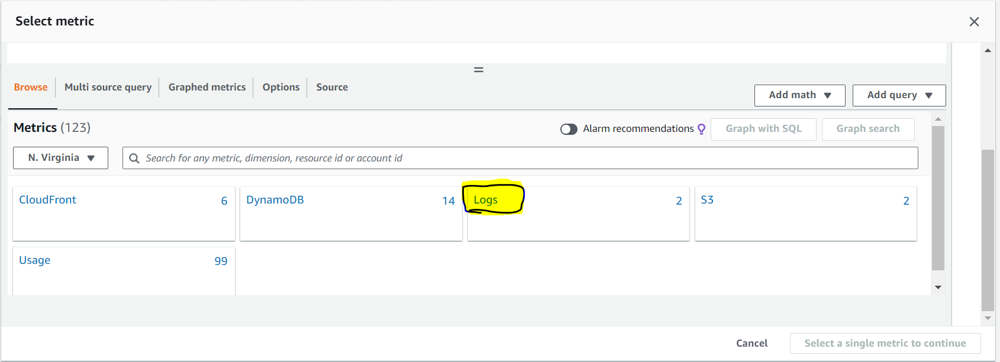 Select metric
Browse Multi source query Graphed metrics Options Source
Add math Add query
Metrics (123)
Alarm recommendations Graph with SQL Graph search
N. Virginia Search for any metric, dimension, resource id or account id
CloudFront 6 DynamoDB 14 Logs 2 S3 2
Usage 99
Cancel Select a single metric to continue